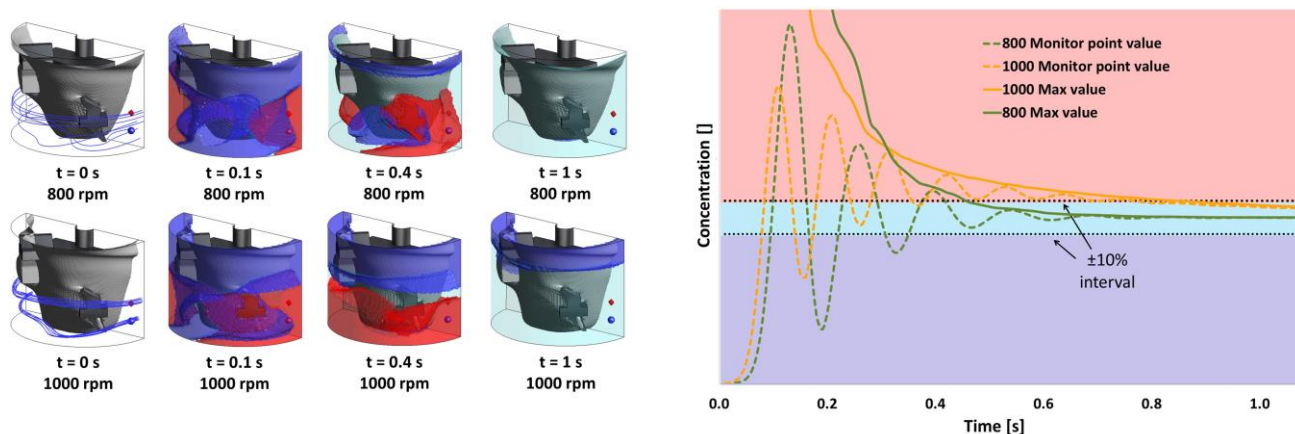 t = 0 s
800 rpm
t = 0.1 s
800 rpm
t = 0.4 s
800 rpm
t = 1 s
800 rpm
t = 0 s
1000 rpm
t = 0.1 s
1000 rpm
t = 0.4 s
1000 rpm
t = 1 s
1000 rpm
Concentration []
800 Monitor point value
1000 Monitor point value
1000 Max value
800 Max value
±10%
interval
0.0 0.2 0.4 0.6 0.8 1.0
Time [s]